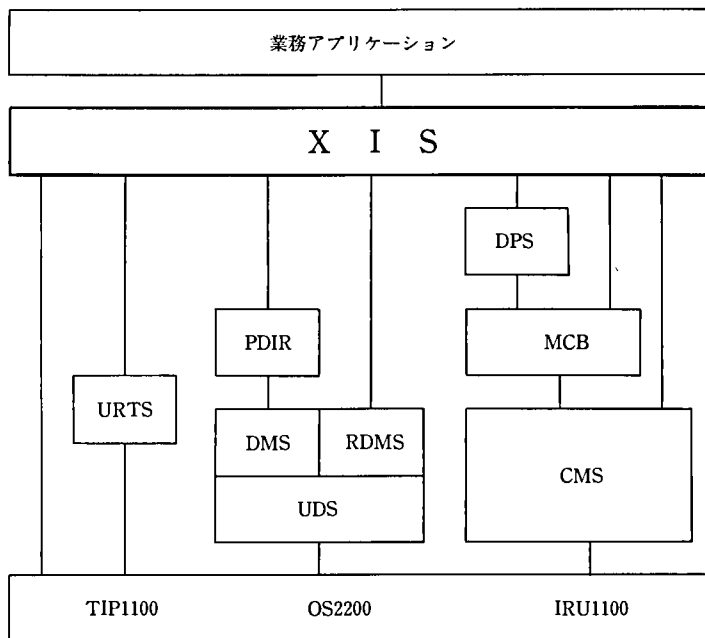 業務アプリケーション
X I S
DPS
PDIR
MCB
URTS
DMS
RDMS
CMS
UDS
TIP1100
OS2200
IRU1100